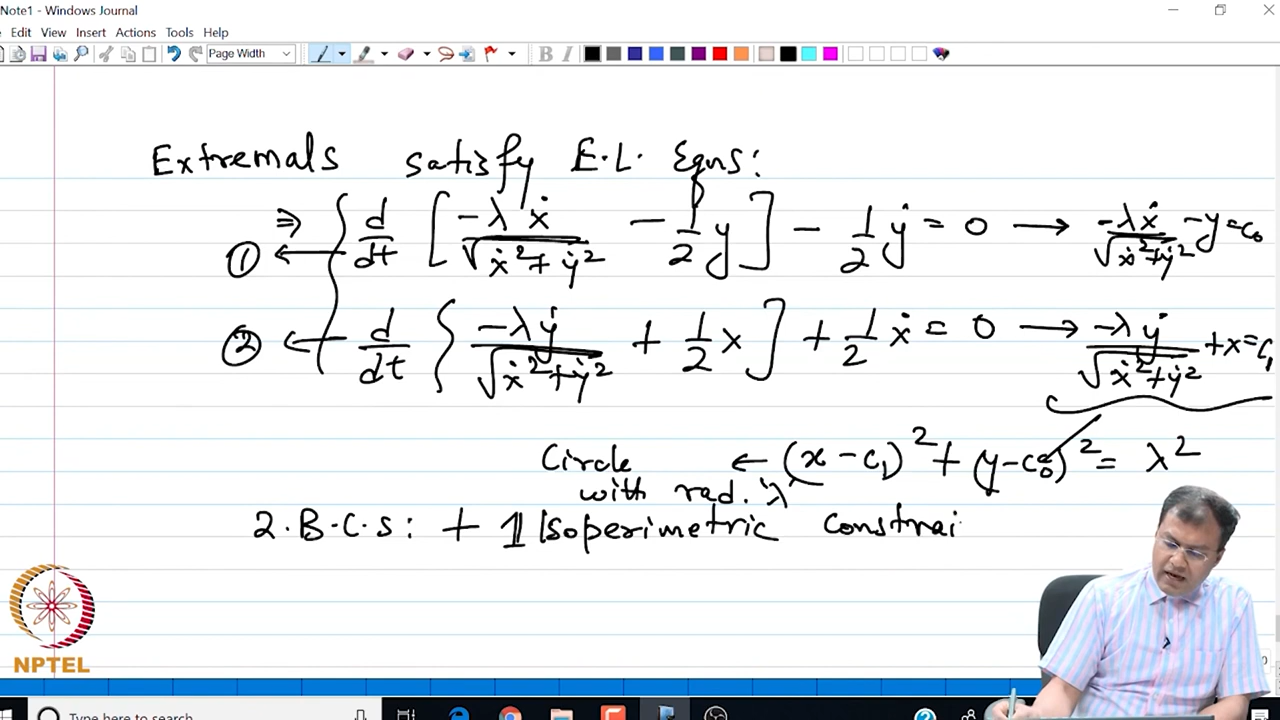 Note1 - Windows Journal
Edit View Insert Actions Tools Help
Page Width B I
Extremals satisfy E.L. Eqns:
⇒ ① ← d/dt [ -λẋ/√(ẋ²+ẏ²) - 1/2 y ] - 1/2 ẏ = 0 → -λẋ/√(ẋ²+ẏ²) - y = c₀
② ← d/dt { -λẏ/√(ẋ²+ẏ²) + 1/2 x ] + 1/2 ẋ = 0 → -λẏ/√(ẋ²+ẏ²) + x = c₁
Circle ← (x - c₁)² + (y - c₀)² = λ²
with rad. 'λ'
2. B.C.s: + 1 Isoperimetric constrai
NPTEL
Type here to search